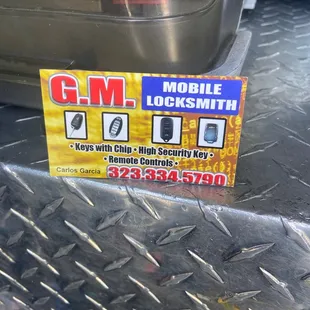 G.M.
MOBILE
LOCKSMITH
• Keys with Chip • High Security Key •
• Remote Controls •
Carlos Garcia
323.334.5790